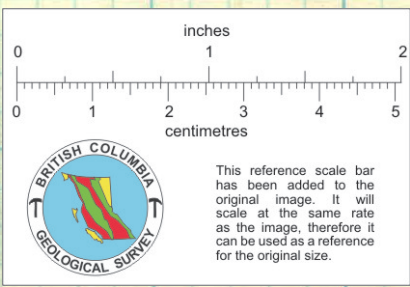 inches
0 1 2
0 1 2 3 4 5
centimetres
BRITISH COLUMBIA
GEOLOGICAL SURVEY
This reference scale bar
has been added to the
original image. It will
scale at the same rate
as the image, therefore it
can be used as a reference
for the original size.